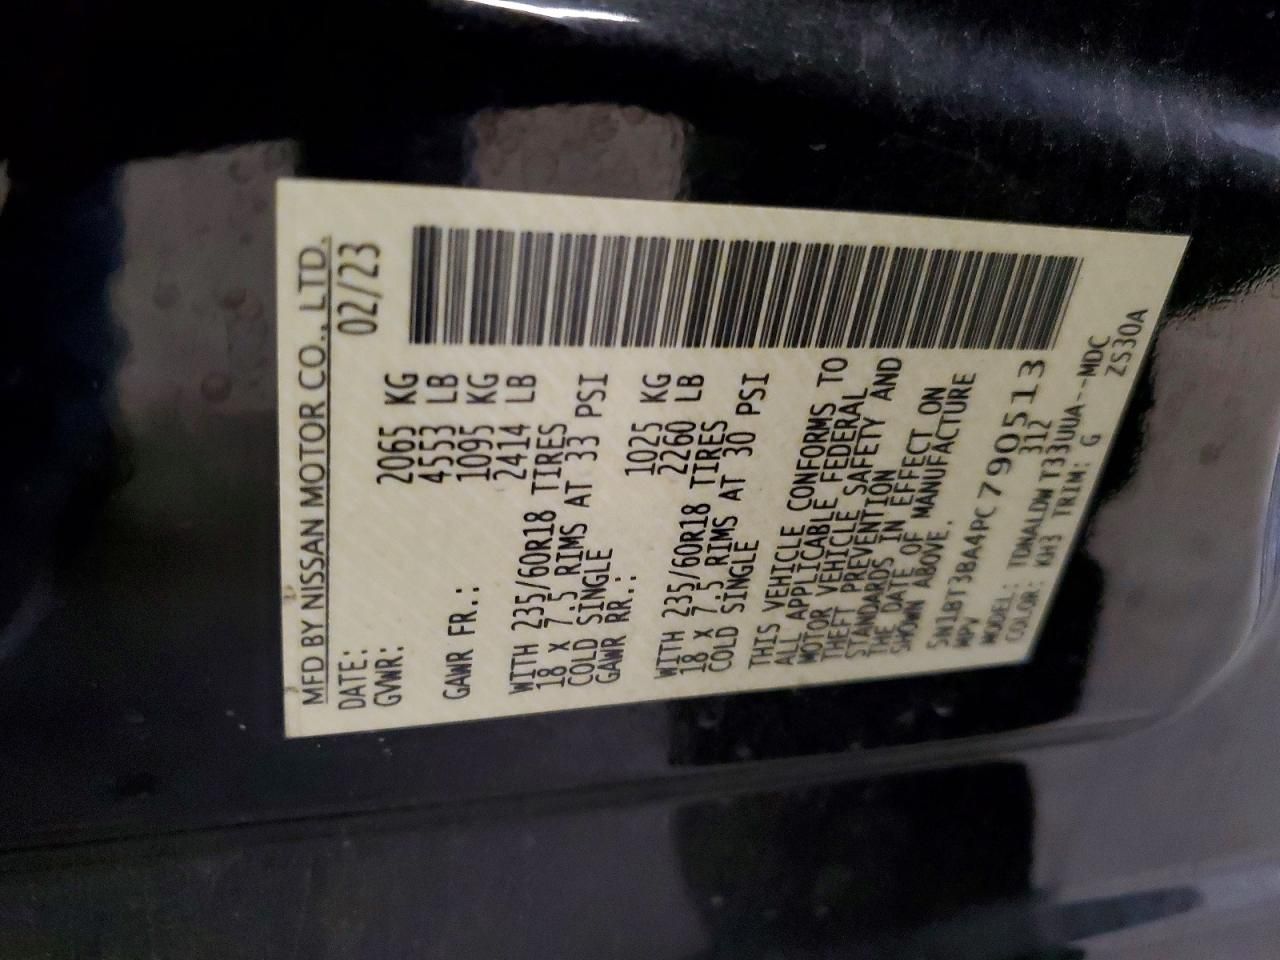 MFD BY NISSAN MOTOR CO., LTD.
DATE: 02/23
GVWR: 2065 KG
4553 LB
GAWR FR.: 1095 KG
2414 LB
WITH 235/60R18 TIRES
18 X 7.5 RIMS AT 33 PSI
COLD SINGLE
GAWR RR.: 1025 KG
2260 LB
WITH 235/60R18 TIRES
18 X 7.5 RIMS AT 30 PSI
COLD SINGLE
THIS VEHICLE CONFORMS TO
ALL APPLICABLE FEDERAL
MOTOR VEHICLE SAFETY AND
THEFT PREVENTION
STANDARDS IN EFFECT ON
THE DATE OF MANUFACTURE
SHOWN ABOVE.
5N1BT3BA4PC790513
MPV 312
MODEL: TDNALDW T33UUA--MDC
COLOR: KH3 TRIM: G ZS30A